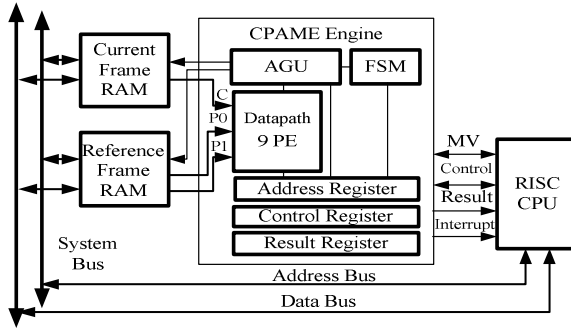 CPAME Engine
Current
Frame
RAM
AGU
FSM
C
P0
P1
Datapath
9 PE
Reference
Frame
RAM
Address Register
Control Register
Result Register
MV
Control
Result
Interrupt
RISC
CPU
System
Bus
Address Bus
Data Bus